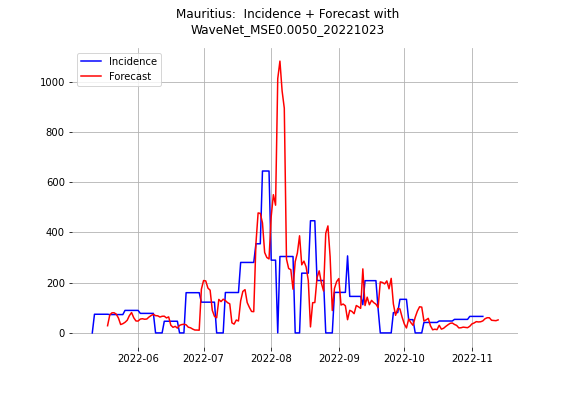 Mauritius:  Incidence + Forecast with
WaveNet_MSE0.0050_20221023
Incidence
Forecast
1000
800
600
400
200
0
2022-06 2022-07 2022-08 2022-09 2022-10 2022-11